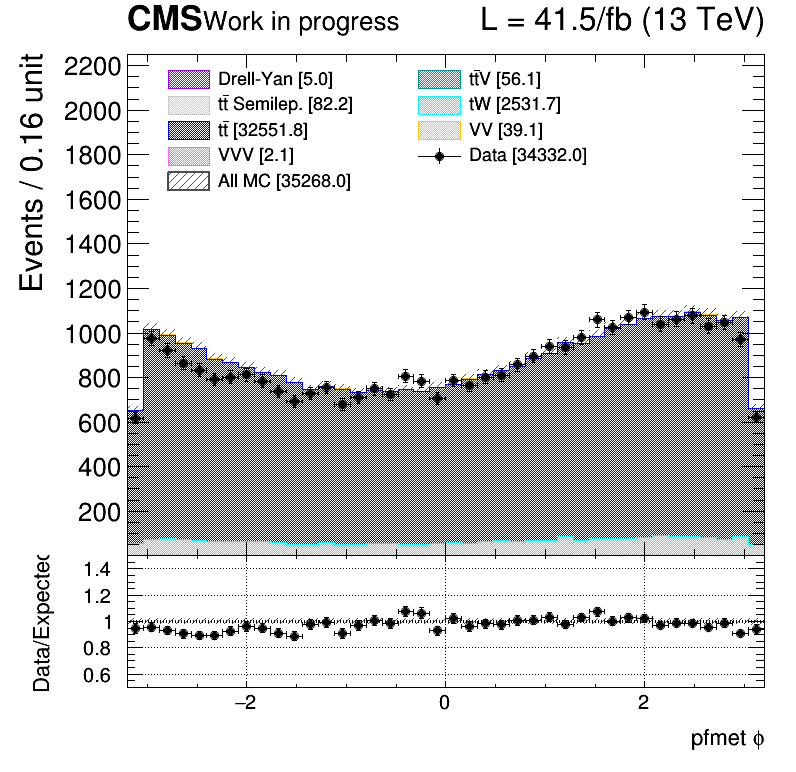 CMS Work in progress L = 41.5/fb (13 TeV)
Events / 0.16 unit
2200
2000
1800
1600
1400
1200
1000
800
600
400
200
Drell-Yan [5.0]
tt̄ Semilep. [82.2]
tt̄ [32551.8]
VVV [2.1]
All MC [35268.0]
tt̄V [56.1]
tW [2531.7]
VV [39.1]
Data [34332.0]
Data/Expected
1.4
1.2
1
0.8
0.6
−2 0 2
pfmet ϕ